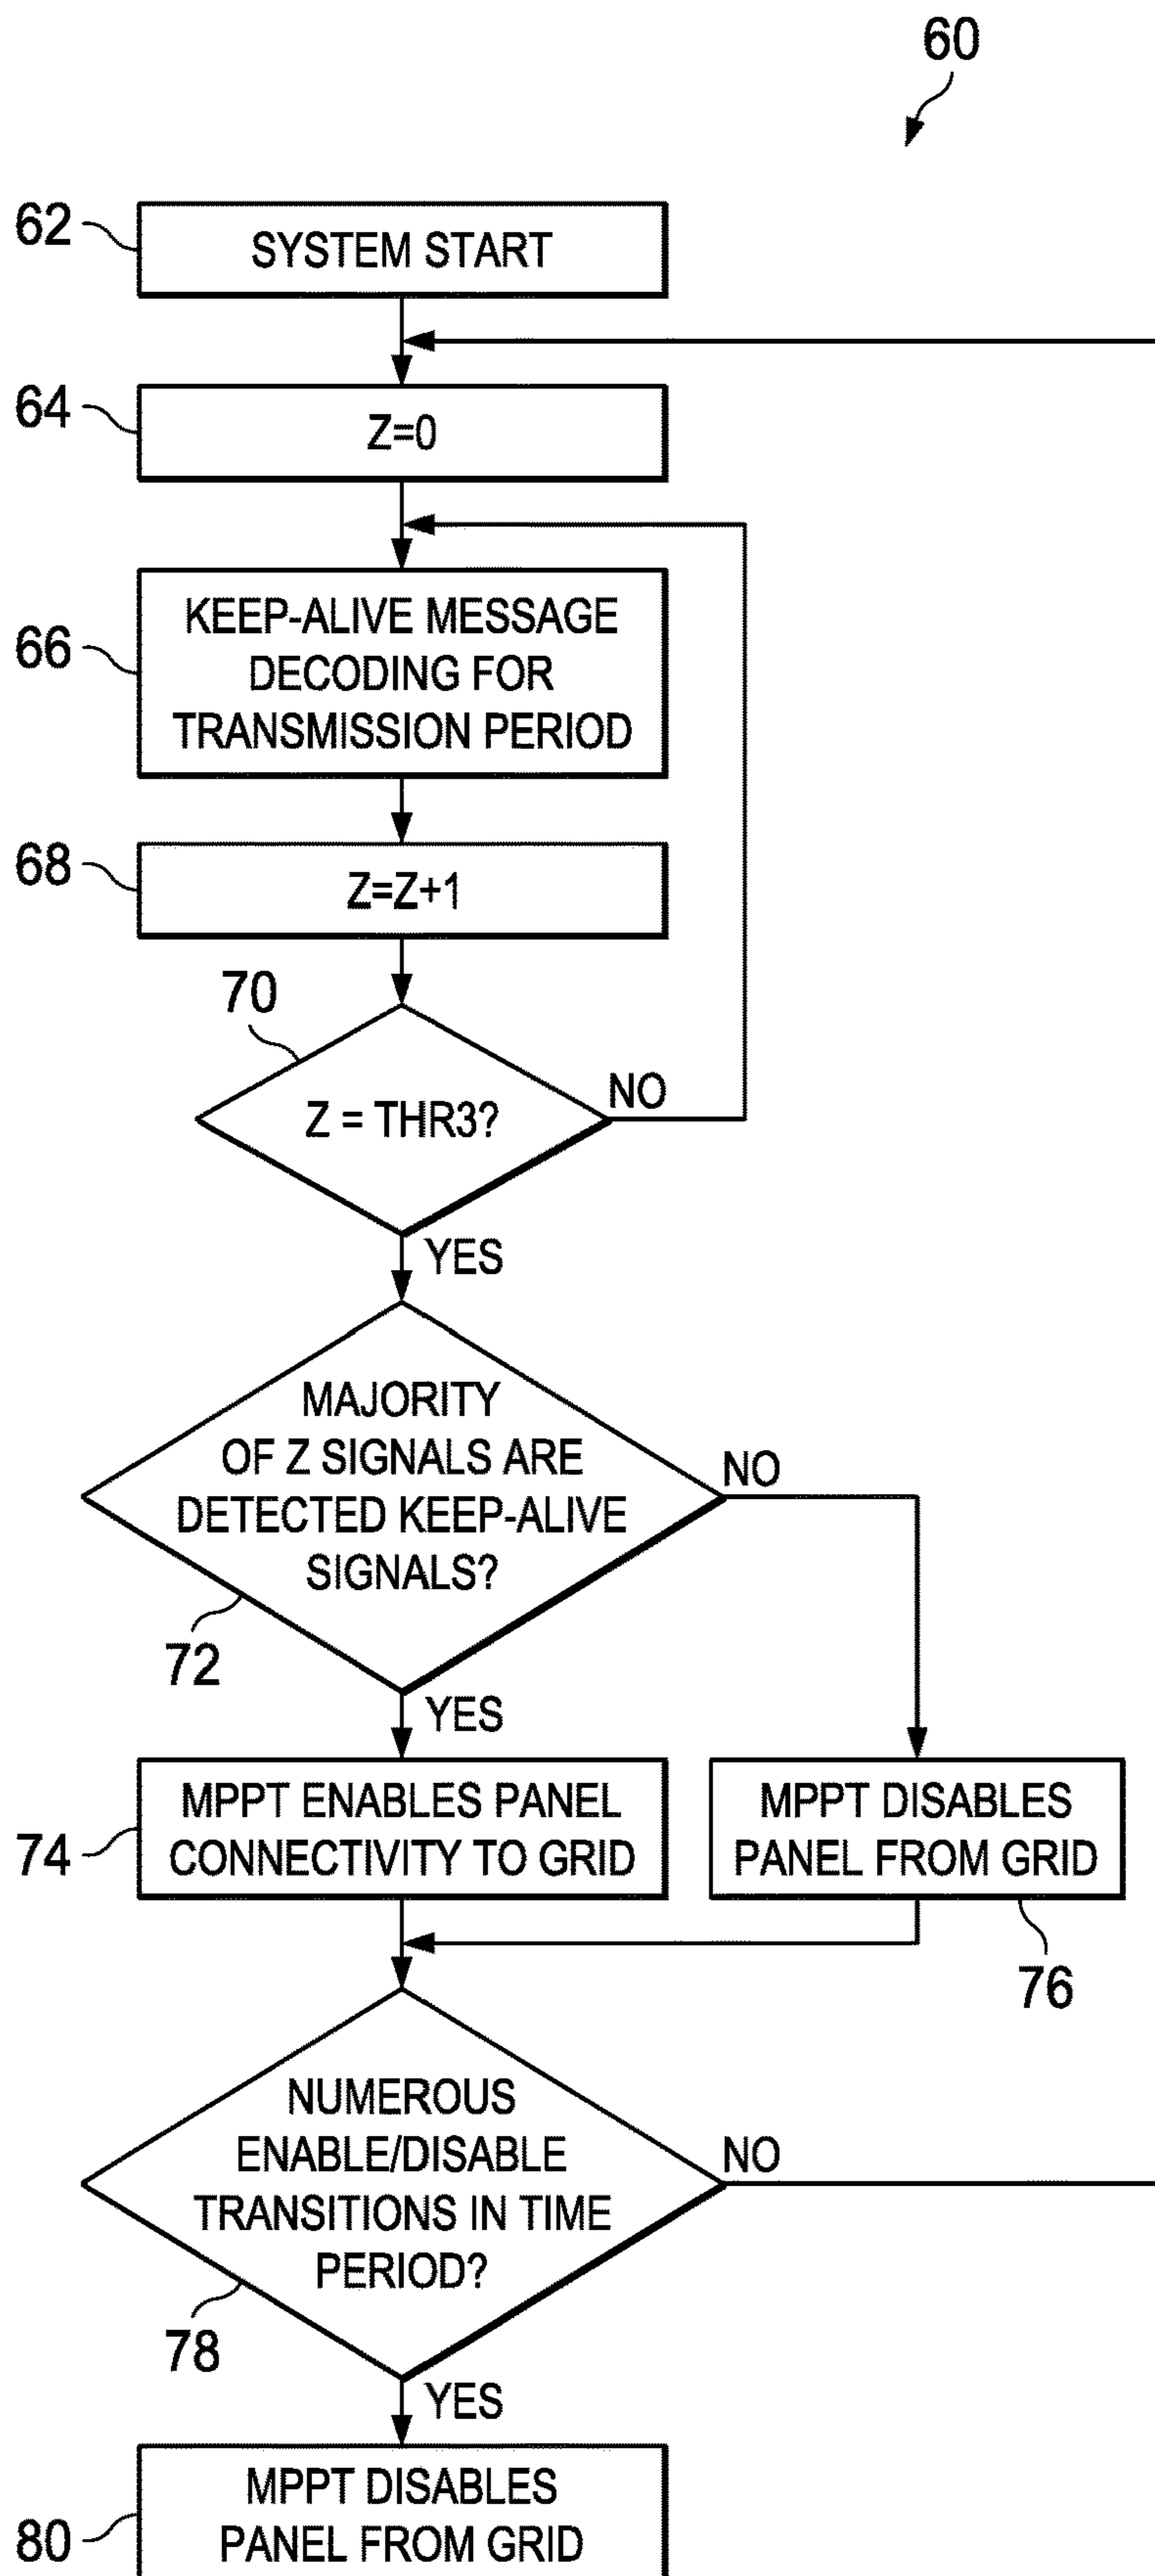 60
62
SYSTEM START
64
Z=0
66
KEEP-ALIVE MESSAGE
DECODING FOR
TRANSMISSION PERIOD
68
Z=Z+1
70
Z = THR3?
NO
YES
MAJORITY
OF Z SIGNALS ARE
DETECTED KEEP-ALIVE
SIGNALS?
NO
72
YES
74
MPPT ENABLES PANEL
CONNECTIVITY TO GRID
MPPT DISABLES
PANEL FROM GRID
76
NUMEROUS
ENABLE/DISABLE
TRANSITIONS IN TIME
PERIOD?
NO
78
YES
80
MPPT DISABLES
PANEL FROM GRID